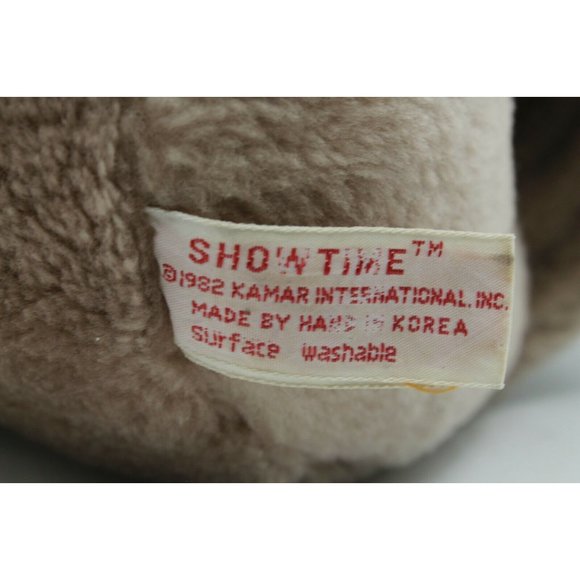 SHOWTIME™
©1982 KAMAR INTERNATIONAL, INC.
MADE BY HAND IN KOREA
Surface washable